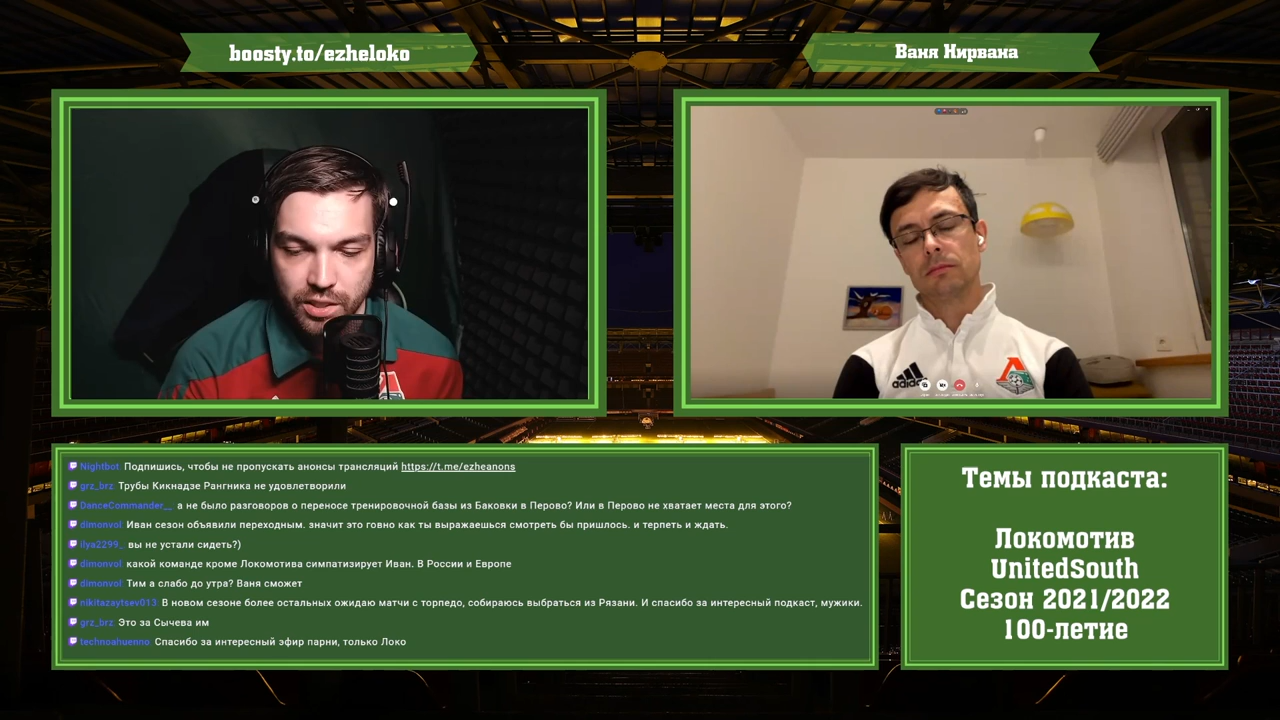 boosty.to/ezheloko
Ваня Нирвана
adidas
Nightbot: Подпишись, чтобы не пропускать анонсы трансляций https://t.me/ezheanons
grz_brz: Трубы Кикнадзе Рангника не удовлетворили
DanceCommander__ а не было разговоров о переносе тренировочной базы из Баковки в Перово? Или в Перово не хватает места для этого?
dimonvol: Иван сезон объявили переходным. значит это говно как ты выражаешься смотреть бы пришлось. и терпеть и ждать.
ilya2299_ вы не устали сидеть?)
dimonvol: какой команде кроме Локомотива симпатизирует Иван. В России и Европе
dimonvol: Тим а слабо до утра? Ваня сможет
nikitazaytsev013: В новом сезоне более остальных ожидаю матчи с торпедо, собираюсь выбраться из Рязани. И спасибо за интересный подкаст, мужики.
grz_brz: Это за Сычева им
technoahuenno: Спасибо за интересный эфир парни, только Локо
Темы подкаста:
Локомотив
UnitedSouth
Сезон 2021/2022
100-летие